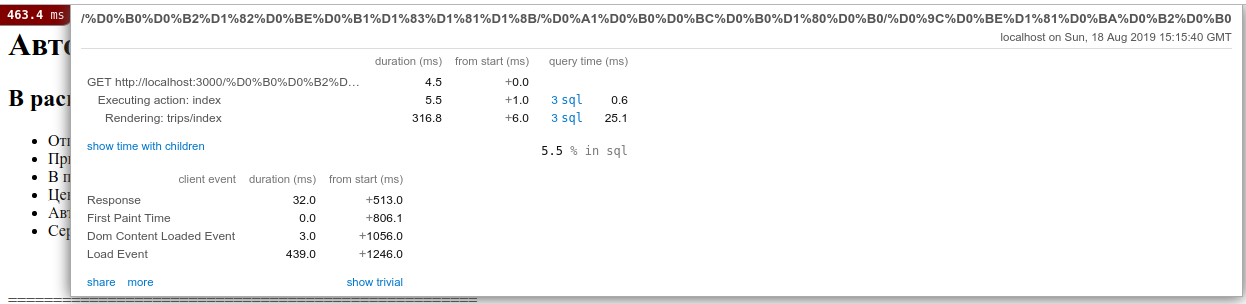 463.4 ms
/%D0%B0%D0%B2%D1%82%D0%BE%D0%B1%D1%83%D1%81%D1%8B/%D0%A1%D0%B0%D0%BC%D0%B0%D1%80%D0%B0/%D0%9C%D0%BE%D1%81%D0%BA%D0%B2%D0%B0
localhost on Sun, 18 Aug 2019 15:15:40 GMT
duration (ms) from start (ms) query time (ms)
GET http://localhost:3000/%D0%B0%D0%B2%D... 4.5 +0.0
Executing action: index 5.5 +1.0 3 sql 0.6
Rendering: trips/index 316.8 +6.0 3 sql 25.1
show time with children
5.5 % in sql
client event duration (ms) from start (ms)
Response 32.0 +513.0
First Paint Time 0.0 +806.1
Dom Content Loaded Event 3.0 +1056.0
Load Event 439.0 +1246.0
share more show trivial
В